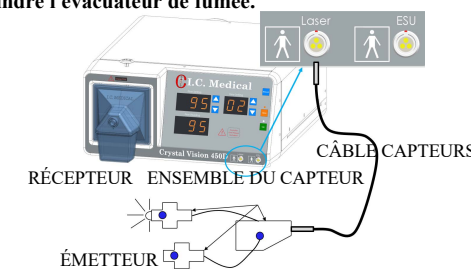 ndre l'évacuateur de fumée.
Laser ESU
I.C. Medical
95 02
95
Crystal Vision 450D
CÂBLE CAPTEURS
RÉCEPTEUR ENSEMBLE DU CAPTEUR
ÉMETTEUR